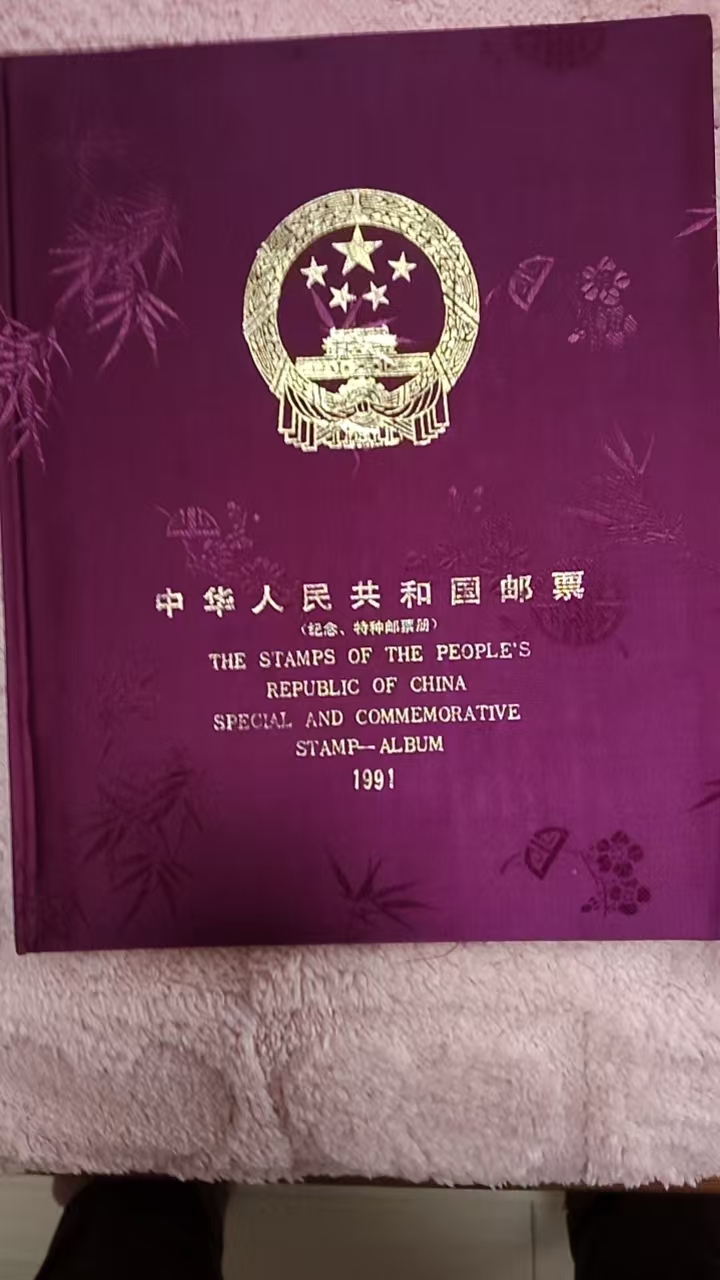 中华人民共和国邮票
（纪念、特种邮票册）
THE STAMPS OF THE PEOPLE'S
REPUBLIC OF CHINA
SPECIAL AND COMMEMORATIVE
STAMP—ALBUM
1991